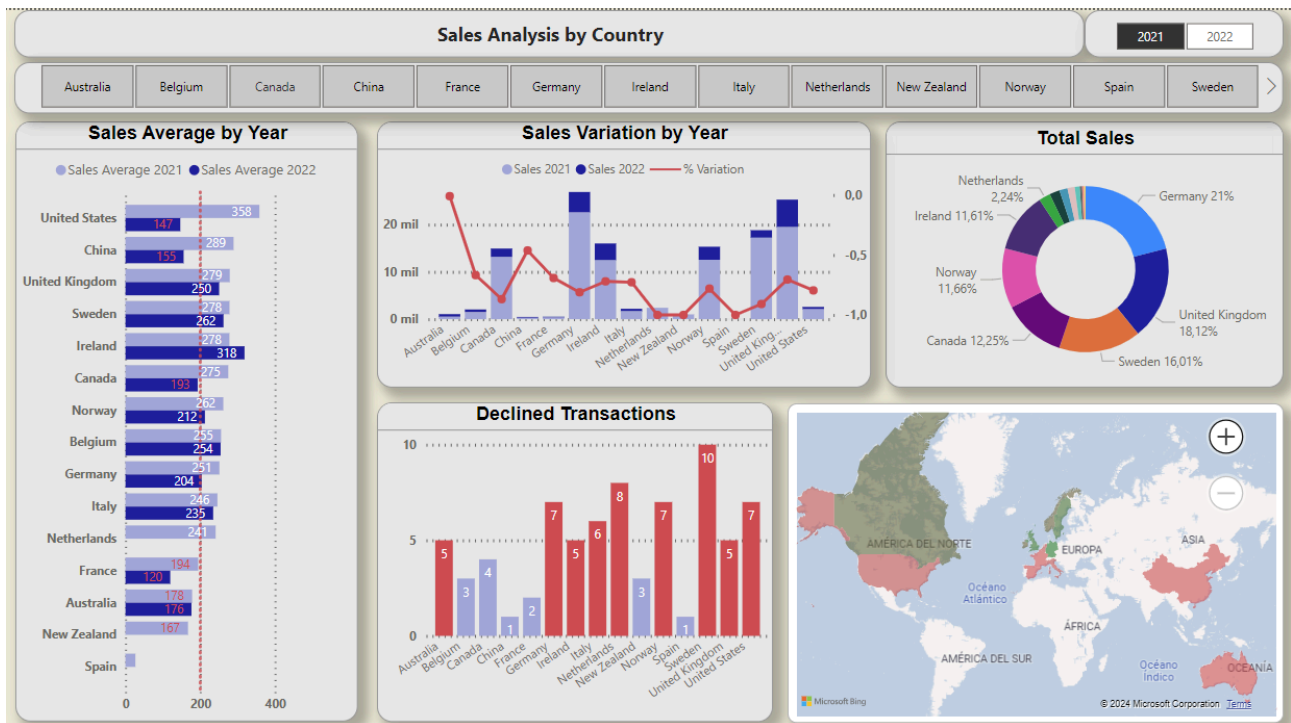 Sales Analysis by Country
2021 2022
Australia Belgium Canada China France Germany Ireland Italy Netherlands New Zealand Norway Spain Sweden
Sales Average by Year
Sales Average 2021 Sales Average 2022
United States 358
147
China 289
155
United Kingdom 279
250
Sweden 278
262
Ireland 278
318
Canada 275
193
Norway 262
212
Belgium 255
254
Germany 251
204
Italy 246
235
Netherlands 241
France 194
120
Australia 178
176
New Zealand 167
Spain
0 200 400
Sales Variation by Year
Sales 2021 Sales 2022 % Variation
20 mil
10 mil
0 mil
0,0
-0,5
-1,0
Australia
Belgium
Canada
China
France
Germany
Ireland
Italy
Netherlands
New Zealand
Norway
Spain
Sweden
United King...
United States
Total Sales
Netherlands
2,24%
Germany 21%
Ireland 11,61%
Norway
11,66%
United Kingdom
18,12%
Canada 12,25%
Sweden 16,01%
Declined Transactions
10
5
0
5 3 4 1 2 7 5 6 8 3 7 1 10 5 7
Australia
Belgium
Canada
China
France
Germany
Ireland
Italy
Netherlands
New Zealand
Norway
Spain
Sweden
United Kingdom
United States
AMÉRICA DEL NORTE
EUROPA
ASIA
Océano
Atlántico
ÁFRICA
AMÉRICA DEL SUR
Océano
Índico
OCEANÍA
Microsoft Bing
© 2024 Microsoft Corporation Terms